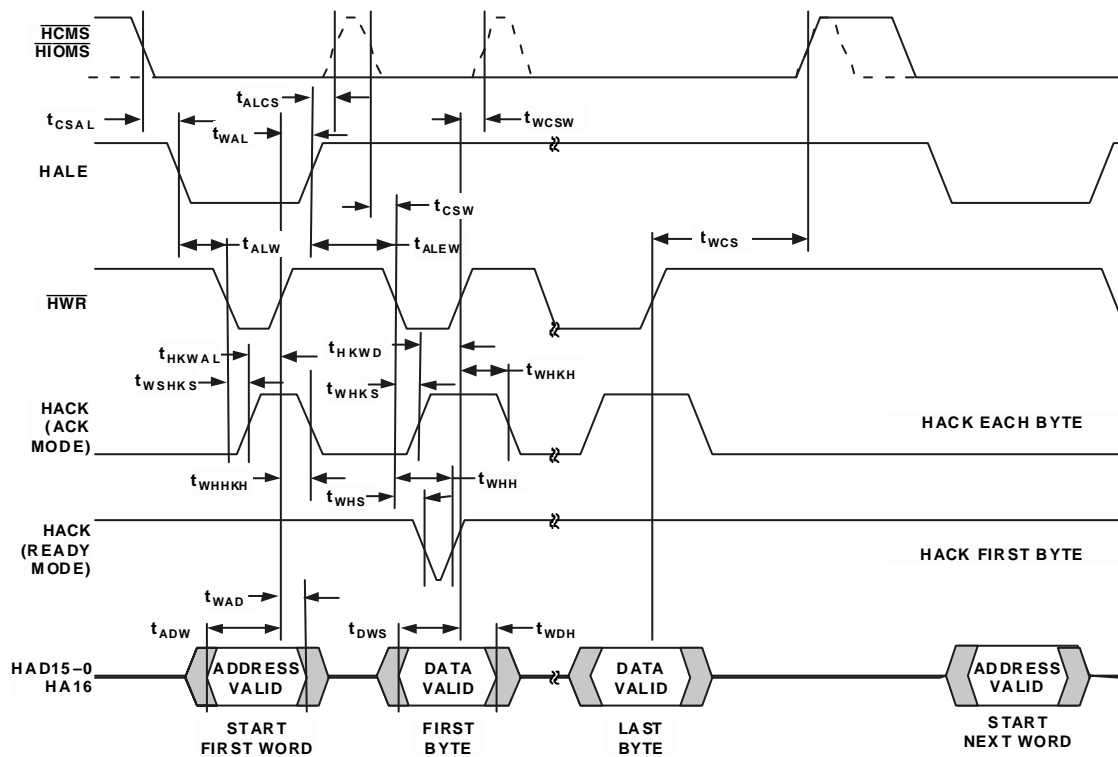 HCMS
HIOMS
tALCS
tCSAL
tWAL
tWCSW
HALE
tCSW
tALW
tALEW
tWCS
HWR
tHKWAL
tHKWD
tWSHKS
tWHKS
tWHKH
HACK
(ACK
MODE)
HACK EACH BYTE
tWHHKH
tWHS
tWHH
HACK
(READY
MODE)
HACK FIRST BYTE
tWAD
tADW
tDWS
tWDH
HAD15–0
HA16
ADDRESS
VALID
DATA
VALID
DATA
VALID
ADDRESS
VALID
START
FIRST WORD
FIRST
BYTE
LAST
BYTE
START
NEXT WORD